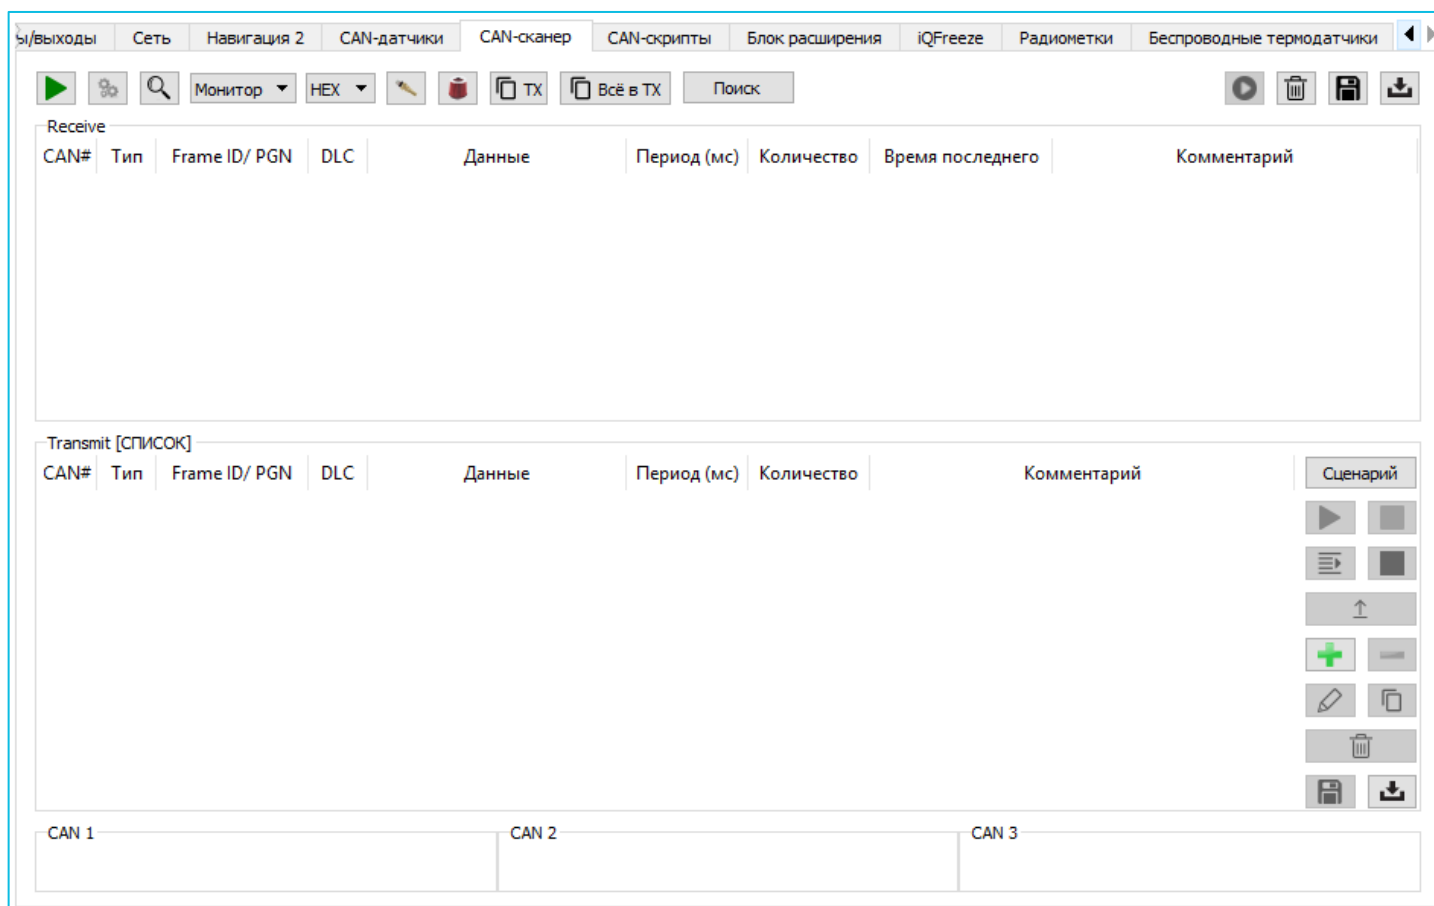 ы/выходы Сеть Навигация 2 CAN-датчики CAN-сканер CAN-скрипты Блок расширения iQFreeze Радиометки Беспроводные термодатчики
Монитор HEX TX Всё в TX Поиск
Receive
CAN# Тип Frame ID/ PGN DLC Данные Период (мс) Количество Время последнего Комментарий
Transmit [СПИСОК]
CAN# Тип Frame ID/ PGN DLC Данные Период (мс) Количество Комментарий Сценарий
CAN 1 CAN 2 CAN 3